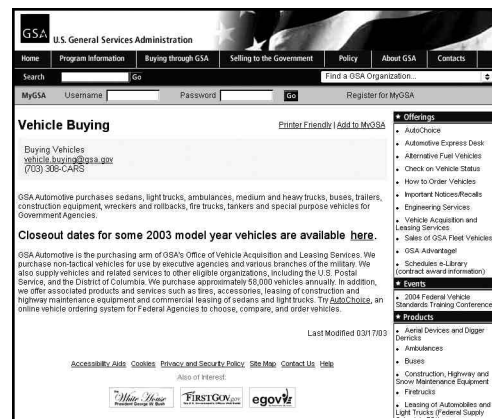 GSA U.S. General Services Administration
Home Program Information Buying through GSA Selling to the Government Policy About GSA Contacts
Search Go Find a GSA Organization...
MyGSA Username Password Go Register for MyGSA
Vehicle Buying Printer Friendly | Add to MyGSA
Buying Vehicles
vehicle.buying@gsa.gov
(703) 308-CARS
GSA Automotive purchases sedans, light trucks, ambulances, medium and heavy trucks, buses, trailers,
construction equipment, wreckers and rollbacks, fire trucks, tankers and special purpose vehicles for
Government Agencies.
Closeout dates for some 2003 model year vehicles are available here.
GSA Automotive is the purchasing arm of GSA's Office of Vehicle Acquisition and Leasing Services. We
purchase non-tactical vehicles for use by executive agencies and various branches of the military. We
also supply vehicles and related services to other eligible organizations, including the U.S. Postal
Service, and the District of Columbia. We purchase approximately 58,000 vehicles annually. In addition,
we offer associated products and services such as tires, accessories, leasing of construction and
highway maintenance equipment and commercial leasing of sedans and light trucks. Try AutoChoice, an
online vehicle ordering system for Federal Agencies to choose, compare, and order vehicles.
Last Modified 03/17/03
Accessibility Aids Cookies Privacy and Security Policy Site Map Contact Us Help
Also of Interest:
The White House President George W. Bush FIRSTGOV.gov egov
★ Offerings
• AutoChoice
• Automotive Express Desk
• Alternative Fuel Vehicles
• Check on Vehicle Status
• How to Order Vehicles
• Important Notices/Recalls
• Engineering Services
• Vehicle Acquisition and
Leasing Services
• Sales of GSA Fleet Vehicles
• GSA Advantage!
• Schedules e-Library
(contract award information)
★ Events
• 2004 Federal Vehicle
Standards Training Conference
★ Products
• Aerial Devices and Digger
Derricks
• Ambulances
• Buses
• Construction, Highway and
Snow Maintenance Equipment
• Firetrucks
• Leasing of Automobiles and
Light Trucks (Federal Supply